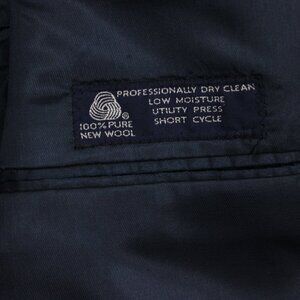 PROFESSIONALLY DRY CLEAN
LOW MOISTURE
UTILITY PRESS
SHORT CYCLE
®
100% PURE
NEW WOOL